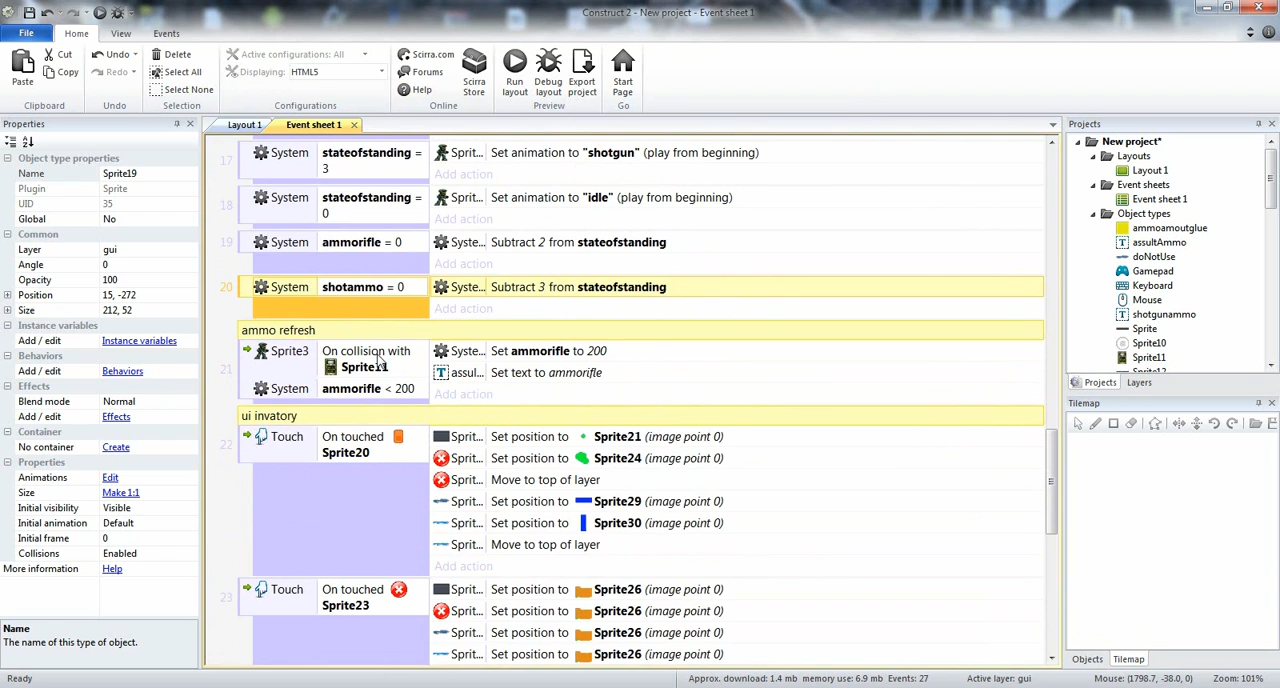 Construct 2 - New project - Event sheet 1
File Home View Events
Paste Cut Copy Clipboard
Undo Redo Undo
Delete Select All Select None Selection
Active configurations: All
Displaying: HTML5
Configurations
Scirra.com Forums Help Scirra Store Online
Run layout Debug layout Export project Preview
Start Page Go
Properties
Object type properties
Name Sprite19
Plugin Sprite
UID 35
Global No
Common
Layer gui
Angle 0
Opacity 100
Position 15, -272
Size 212, 52
Instance variables
Add / edit Instance variables
Behaviors
Add / edit Behaviors
Effects
Blend mode Normal
Add / edit Effects
Container
No container Create
Properties
Animations Edit
Size Make 1:1
Initial visibility Visible
Initial animation Default
Initial frame 0
Collisions Enabled
More information Help
Name
The name of this type of object.
Layout 1 Event sheet 1
17 System stateofstanding = 3 Sprit... Set animation to "shotgun" (play from beginning)
Add action
18 System stateofstanding = 0 Sprit... Set animation to "idle" (play from beginning)
Add action
19 System ammorifle = 0 Syste... Subtract 2 from stateofstanding
Add action
20 System shotammo = 0 Syste... Subtract 3 from stateofstanding
Add action
ammo refresh
21 Sprite3 On collision with Syste... Set ammorifle to 200
assul... Set text to ammorifle
System ammorifle < 200 Add action
ui invatory
22 Touch On touched Sprite20 Sprit... Set position to Sprite21 (image point 0)
Sprit... Set position to Sprite24 (image point 0)
Sprit... Move to top of layer
Sprit... Set position to Sprite29 (image point 0)
Sprit... Set position to Sprite30 (image point 0)
Sprit... Move to top of layer
Add action
23 Touch On touched Sprite23 Sprit... Set position to Sprite26 (image point 0)
Sprit... Set position to Sprite26 (image point 0)
Sprit... Set position to Sprite26 (image point 0)
Sprit... Set position to Sprite26 (image point 0)
Projects
New project*
Layouts
Layout 1
Event sheets
Event sheet 1
Object types
ammoamoutglue
assultAmmo
doNotUse
Gamepad
Keyboard
Mouse
shotgunammo
Sprite
Sprite10
Sprite11
Sprite12
Projects Layers
Tilemap
Objects Tilemap
Ready Approx. download: 1.4 mb memory use: 6.9 mb Events: 27 Active layer: gui Mouse: (1798.7, -38.0, 0) Zoom: 101%